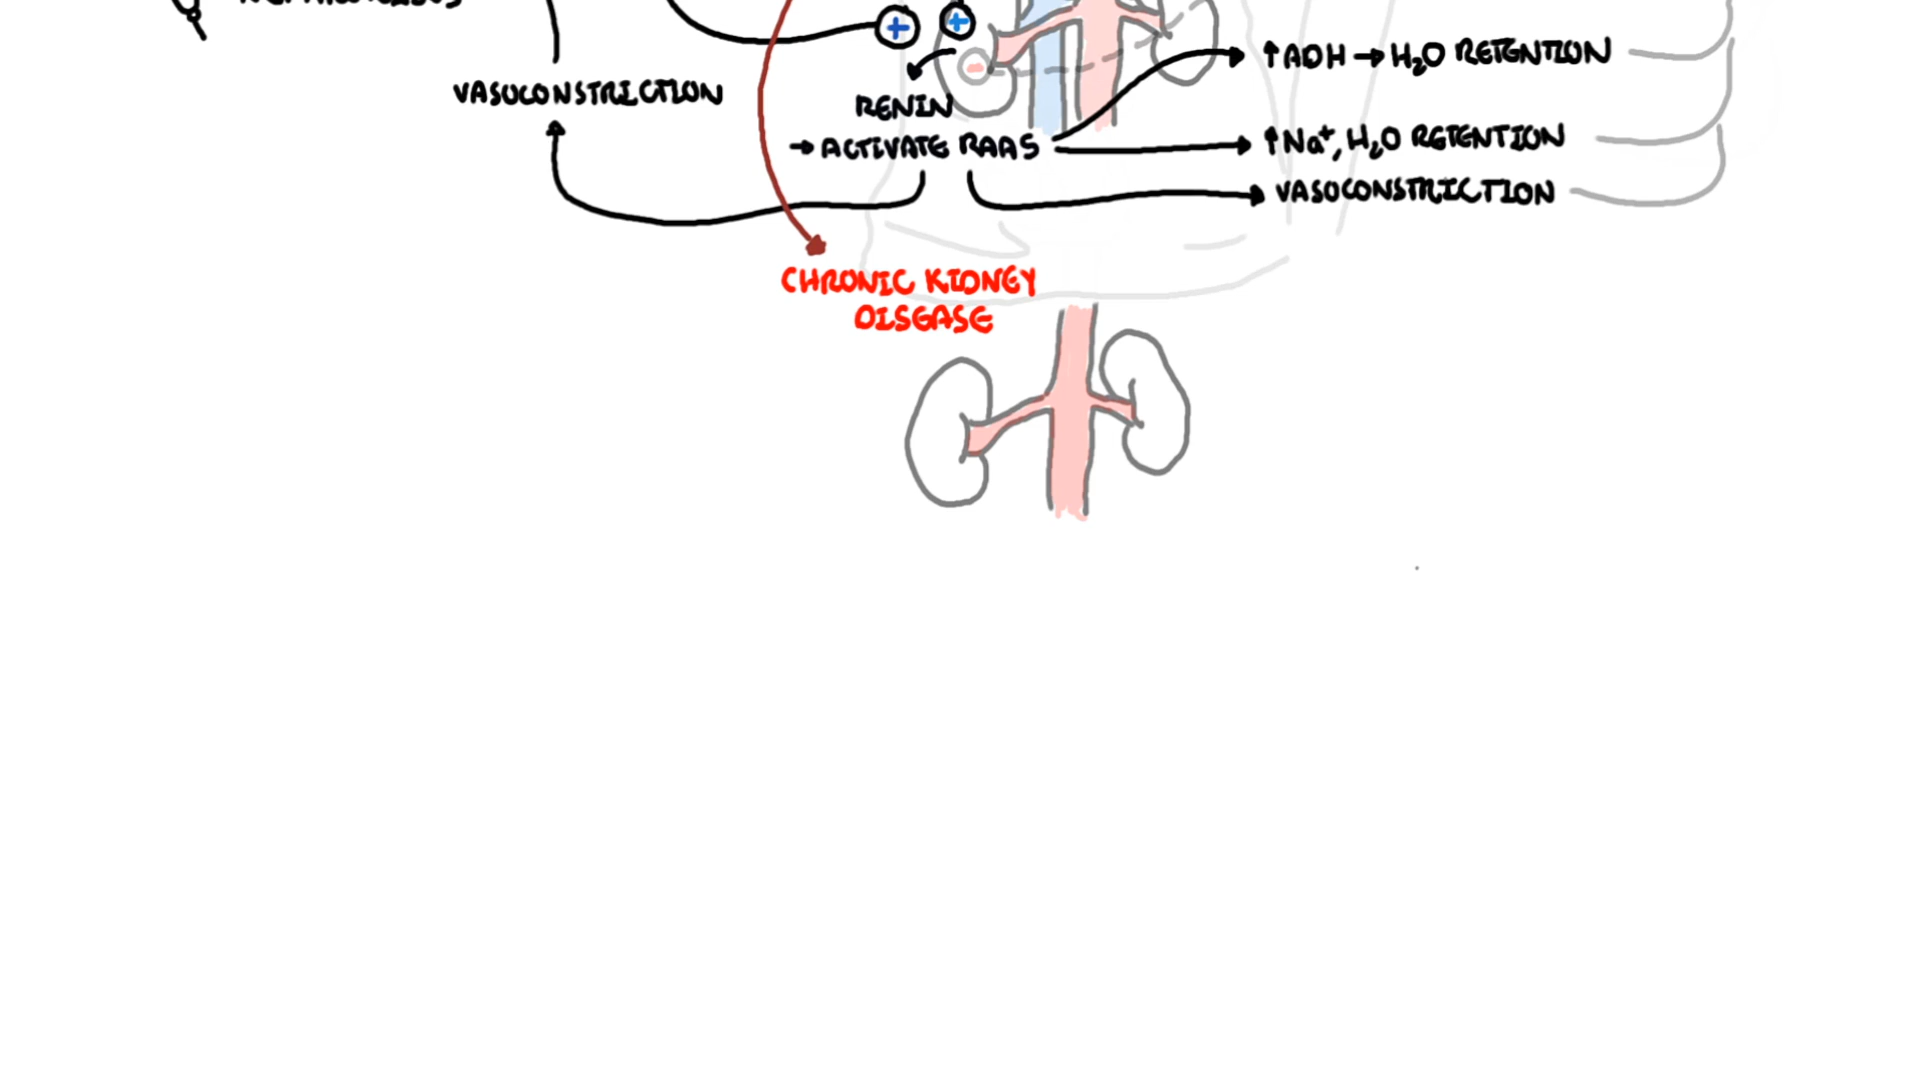 ↑ADH → H₂O RETENTION
VASOCONSTRICTION
RENIN
→ ACTIVATE RAAS
↑Na⁺, H₂O RETENTION
VASOCONSTRICTION
CHRONIC KIDNEY
DISEASE